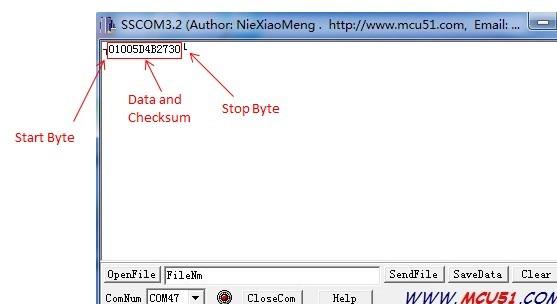 SSCOM3.2 (Author: NieXiaoMeng . http://www.mcu51.com, Email: ...
¬01005D4B2730└
Data and
Checksum
Stop Byte
Start Byte
OpenFile FileNm SendFile SaveData Clear
ComNum COM47 CloseCom Help WWW.MCU51.COM